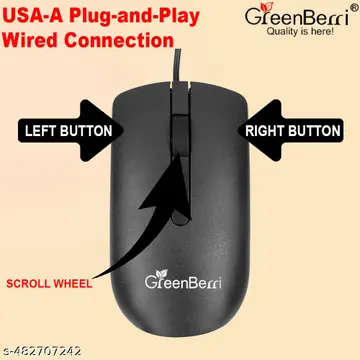 USA-A Plug-and-Play
Wired Connection
GreenBerri®
Quality is here!
LEFT BUTTON
RIGHT BUTTON
SCROLL WHEEL
GreenBerri
s-482707242